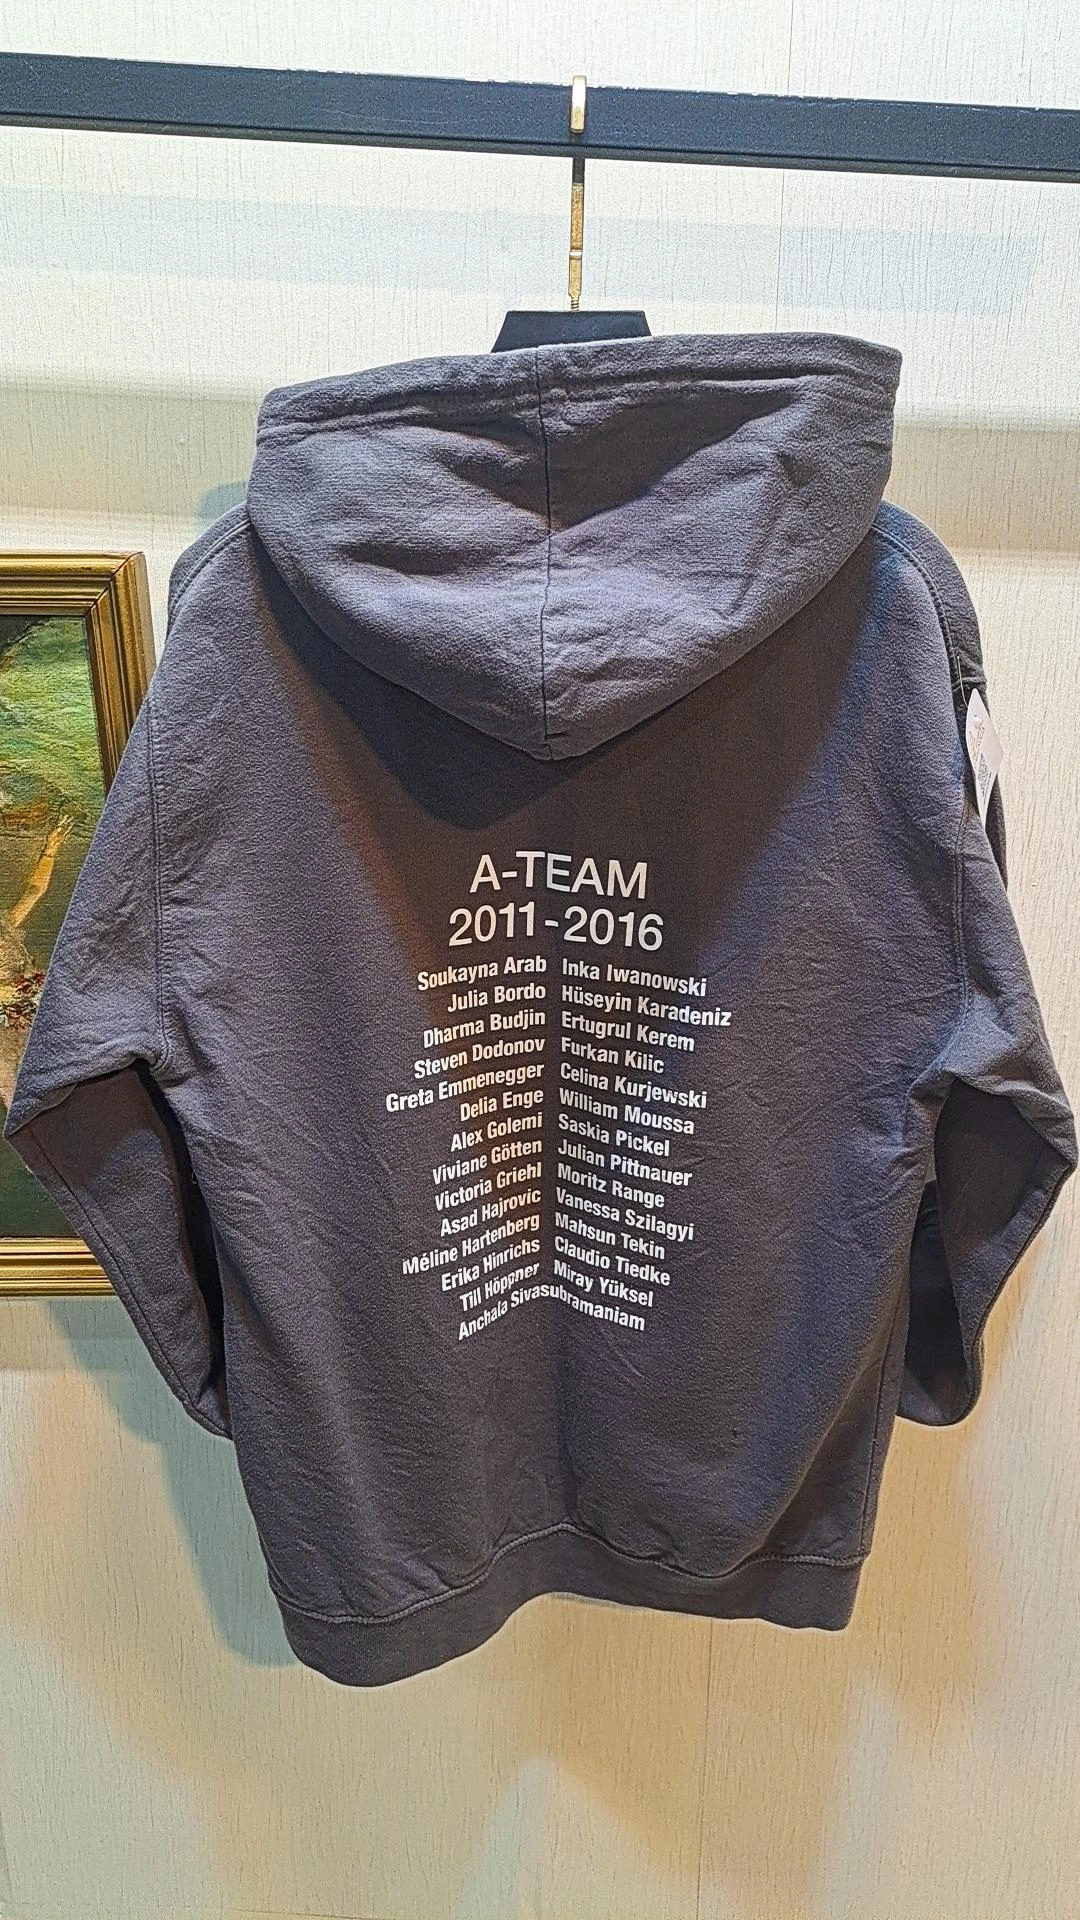 A-TEAM
2011-2016
Soukayna Arab Inka Iwanowski
Julia Bordo Hüseyin Karadeniz
Dharma Budjin Ertugrul Kerem
Steven Dodonov Furkan Kilic
Greta Emmenegger Celina Kurjewski
Delia Enge William Moussa
Alex Golemi Saskia Pickel
Viviane Götten Julian Pittnauer
Victoria Griehl Moritz Range
Asad Hajrovic Vanessa Szilagyi
Méline Hartenberg Mahsun Tekin
Erika Hinrichs Claudio Tiedke
Till Höppner Miray Yüksel
Anchala Sivasubramaniam